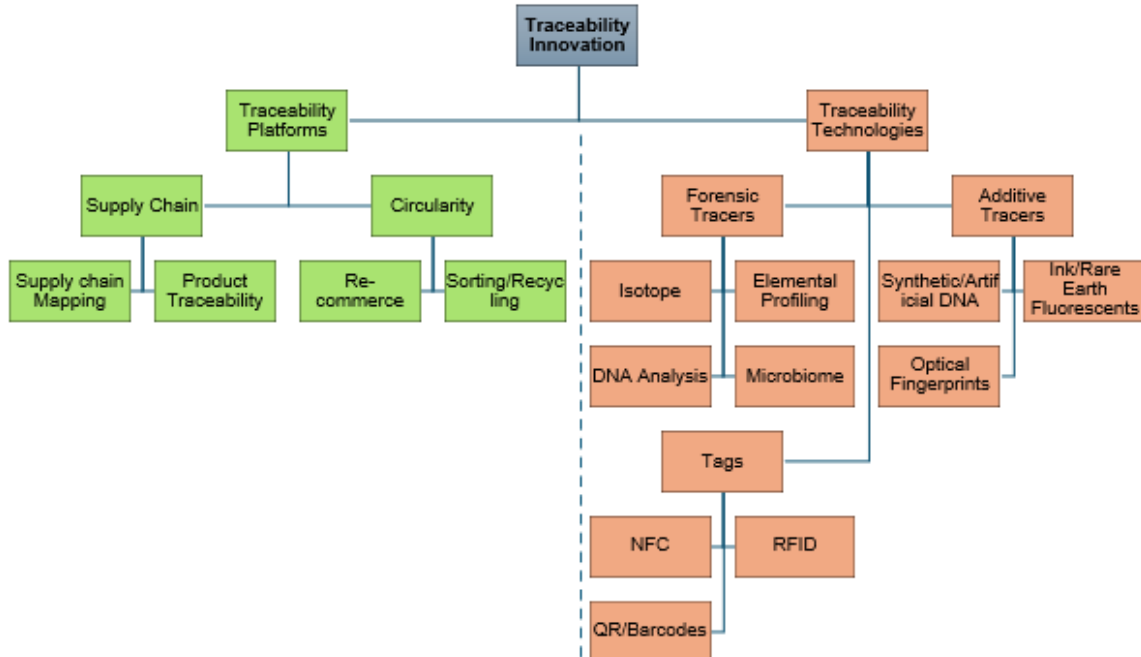 Traceability
Innovation
Traceability
Platforms
Traceability
Technologies
Supply Chain
Circularity
Forensic
Tracers
Additive
Tracers
Supply chain
Mapping
Product
Traceability
Re-
commerce
Sorting/Recyc
ling
Isotope
Elemental
Profiling
Synthetic/Artif
icial DNA
Ink/Rare
Earth
Fluorescents
DNA Analysis
Microbiome
Optical
Fingerprints
Tags
NFC
RFID
QR/Barcodes